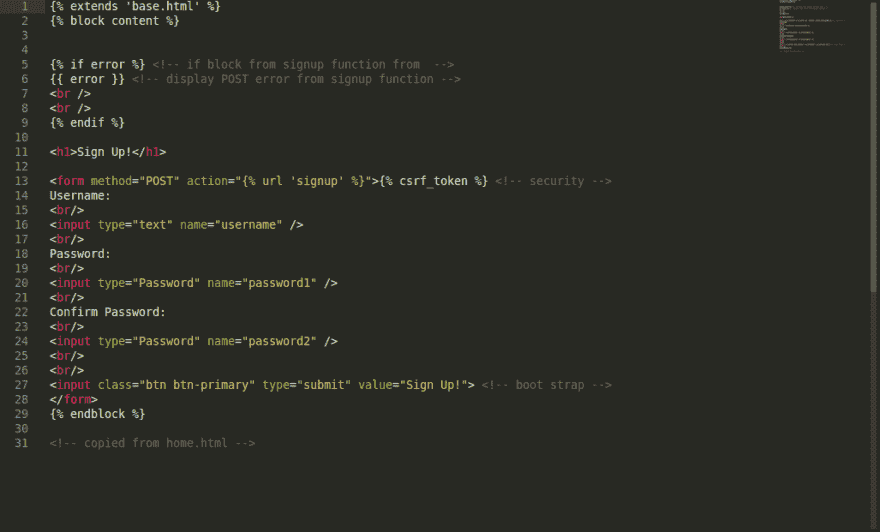 1 {% extends 'base.html' %}
2 {% block content %}
3
4
5 {% if error %} <!-- if block from signup function from  -->
6 {{ error }} <!-- display POST error from signup function -->
7 <br />
8 <br />
9 {% endif %}
10
11 <h1>Sign Up!</h1>
12
13 <form method="POST" action="{% url 'signup' %}">{% csrf_token %} <!-- security -->
14 Username:
15 <br/>
16 <input type="text" name="username" />
17 <br/>
18 Password:
19 <br/>
20 <input type="Password" name="password1" />
21 <br/>
22 Confirm Password:
23 <br/>
24 <input type="Password" name="password2" />
25 <br/>
26 <br/>
27 <input class="btn btn-primary" type="submit" value="Sign Up!"> <!-- boot strap -->
28 </form>
29 {% endblock %}
30
31 <!-- copied from home.html -->